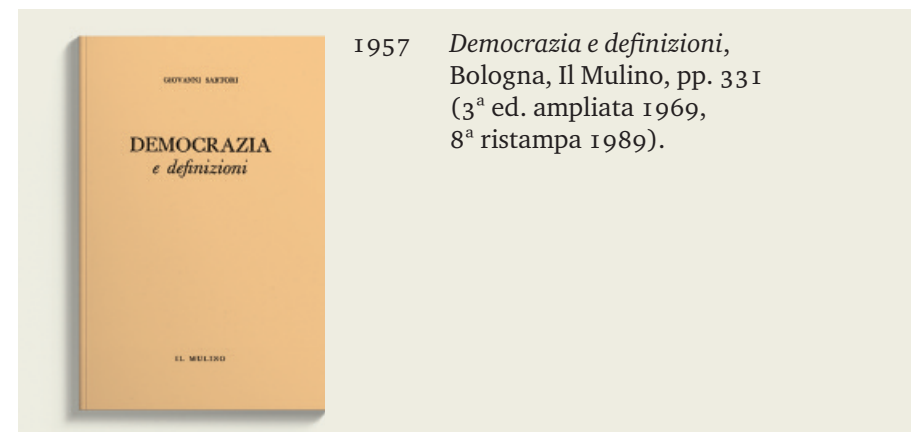 GIOVANNI SARTORI
DEMOCRAZIA
e definizioni
IL MULINO
1957 Democrazia e definizioni,
Bologna, Il Mulino, pp. 331
(3ª ed. ampliata 1969,
8ª ristampa 1989).